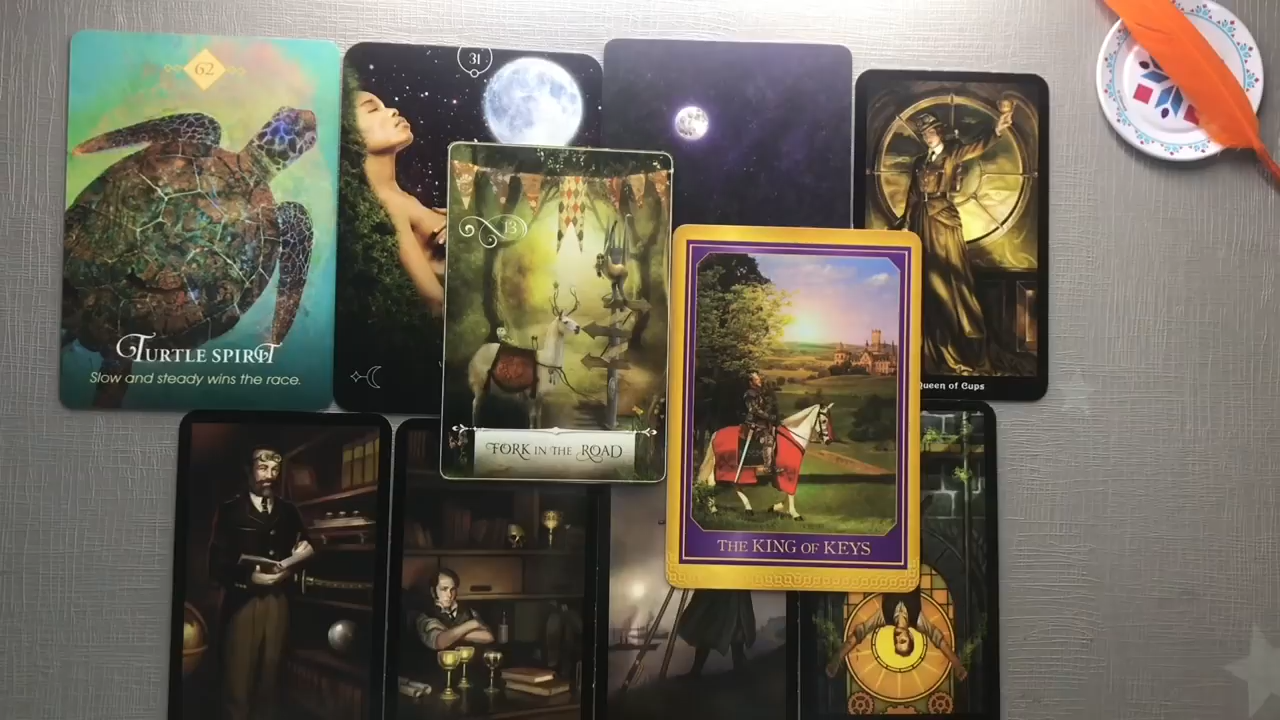 62
TURTLE SPIRIT
Slow and steady wins the race.
31
13
FORK IN THE ROAD
THE KING OF KEYS
Queen of Cups